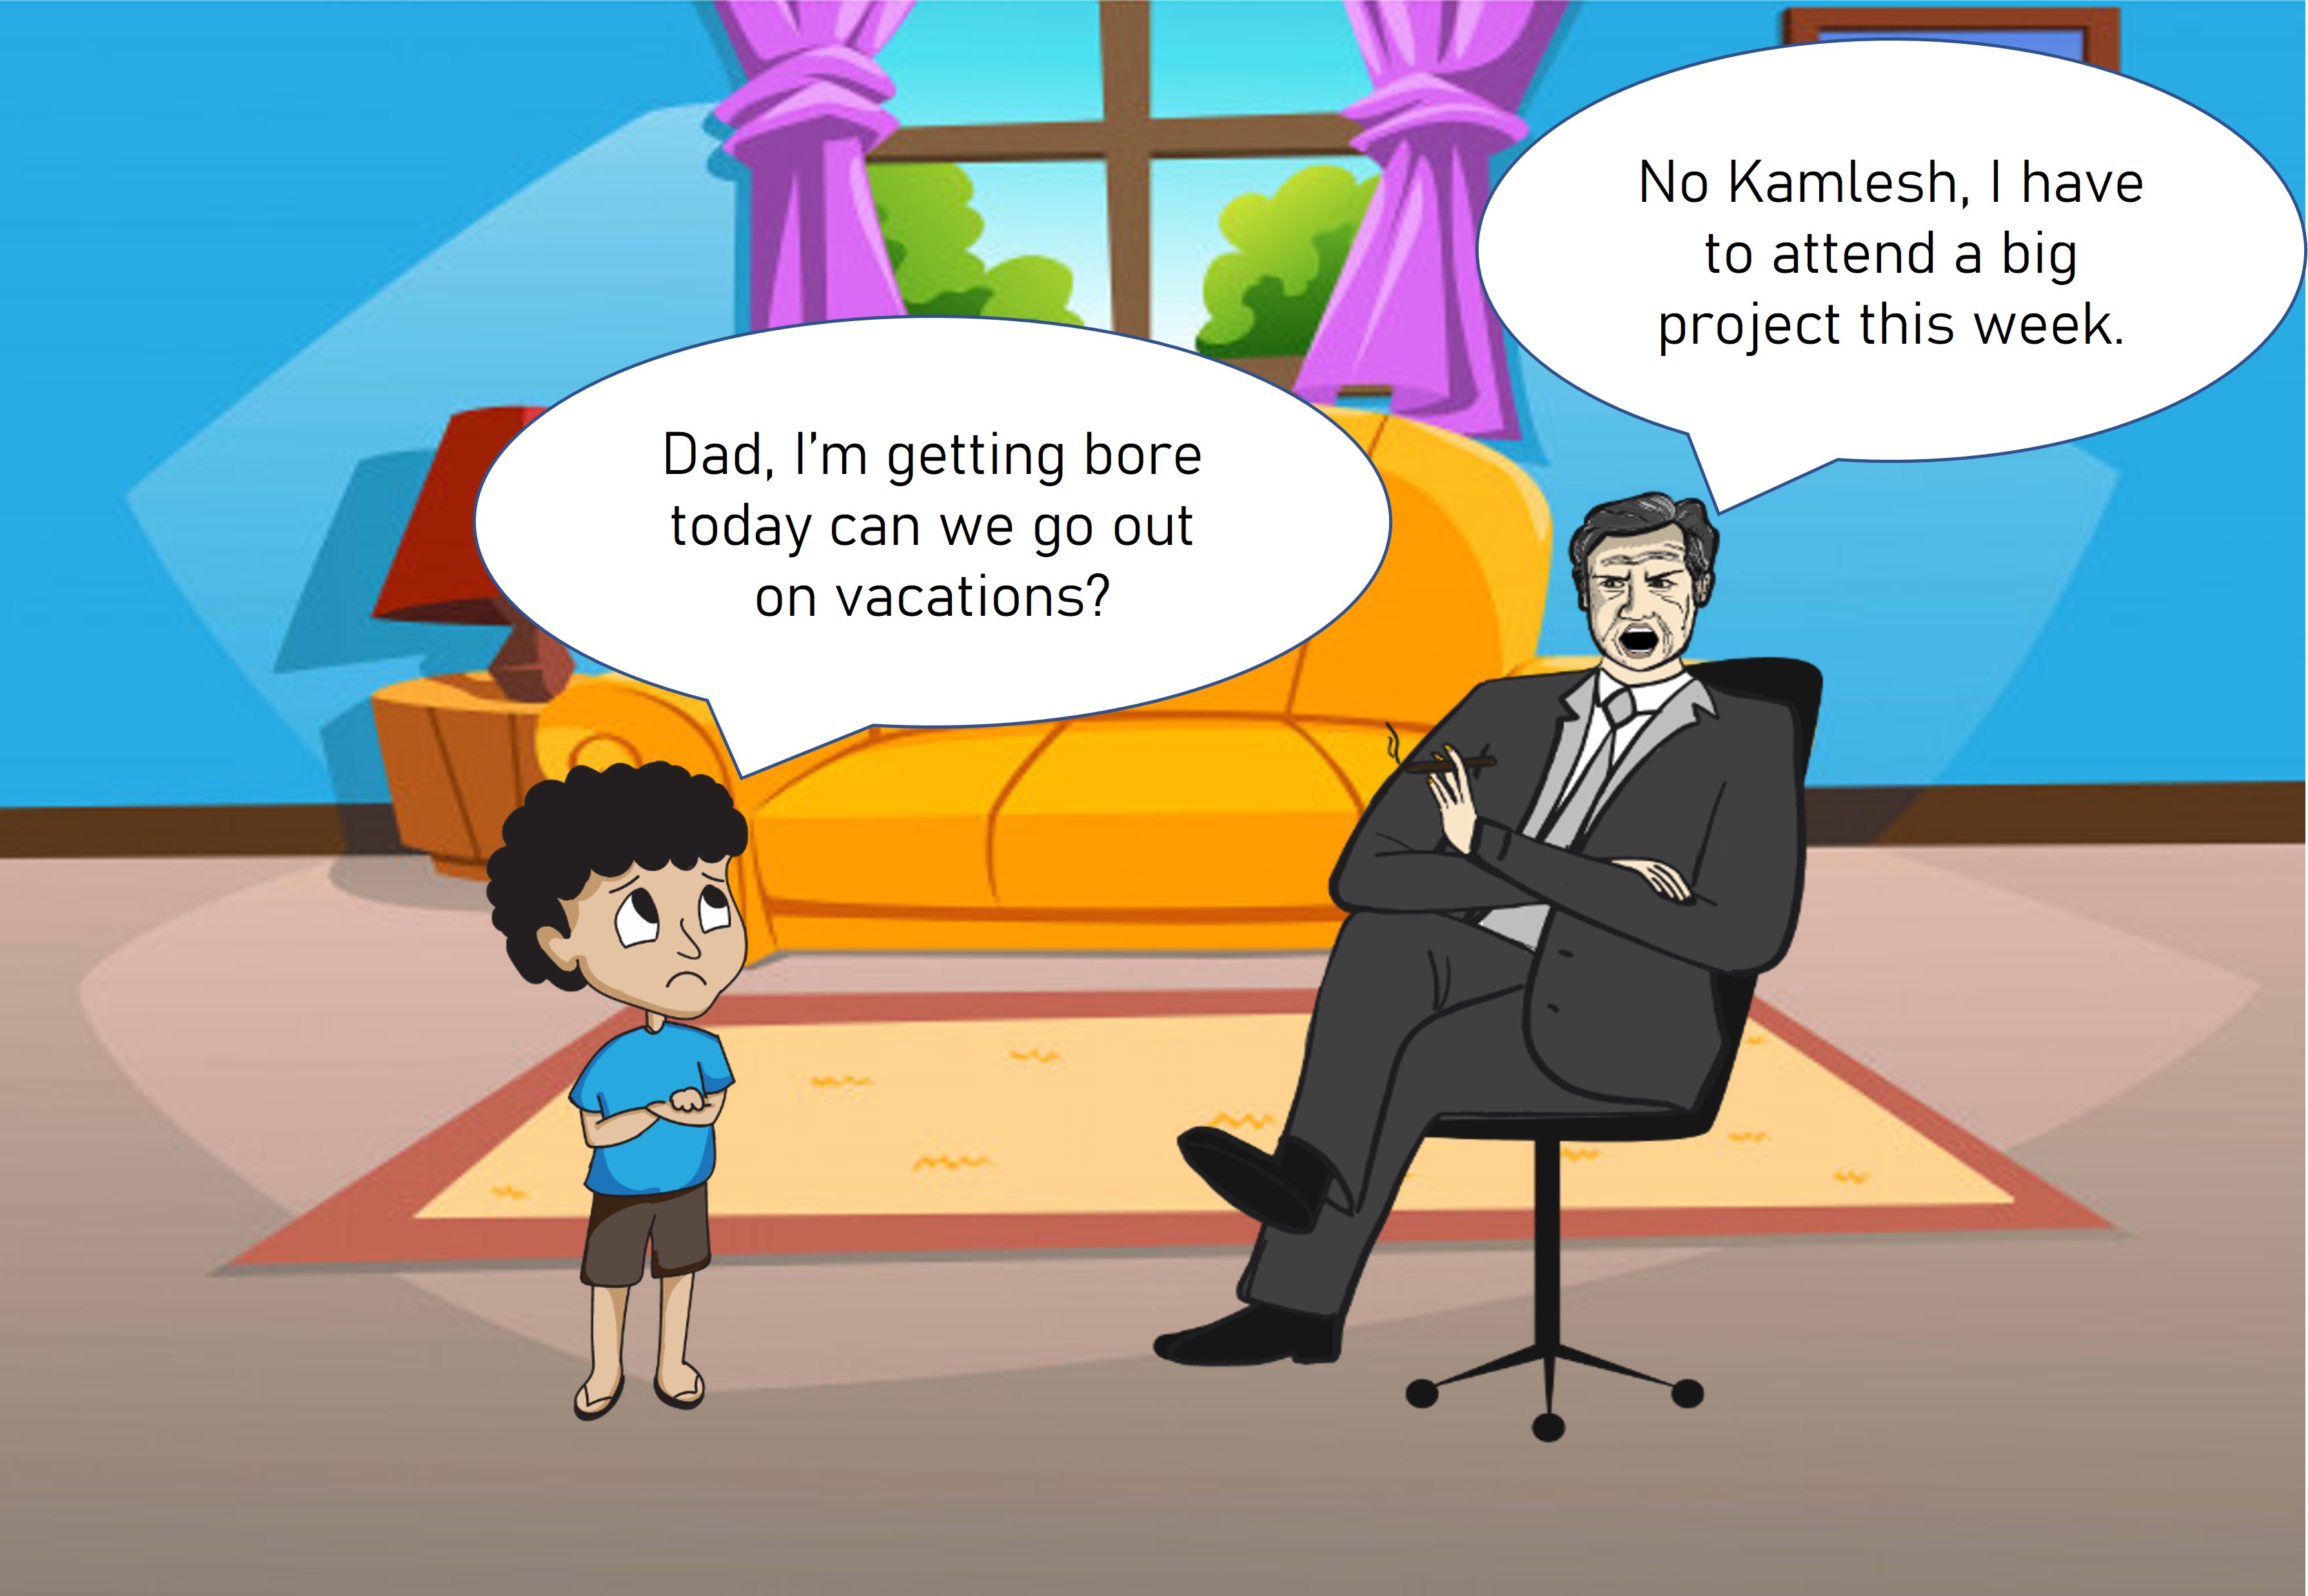 Dad, I’m getting bore
today can we go out
on vacations?
No Kamlesh, I have
to attend a big
project this week.